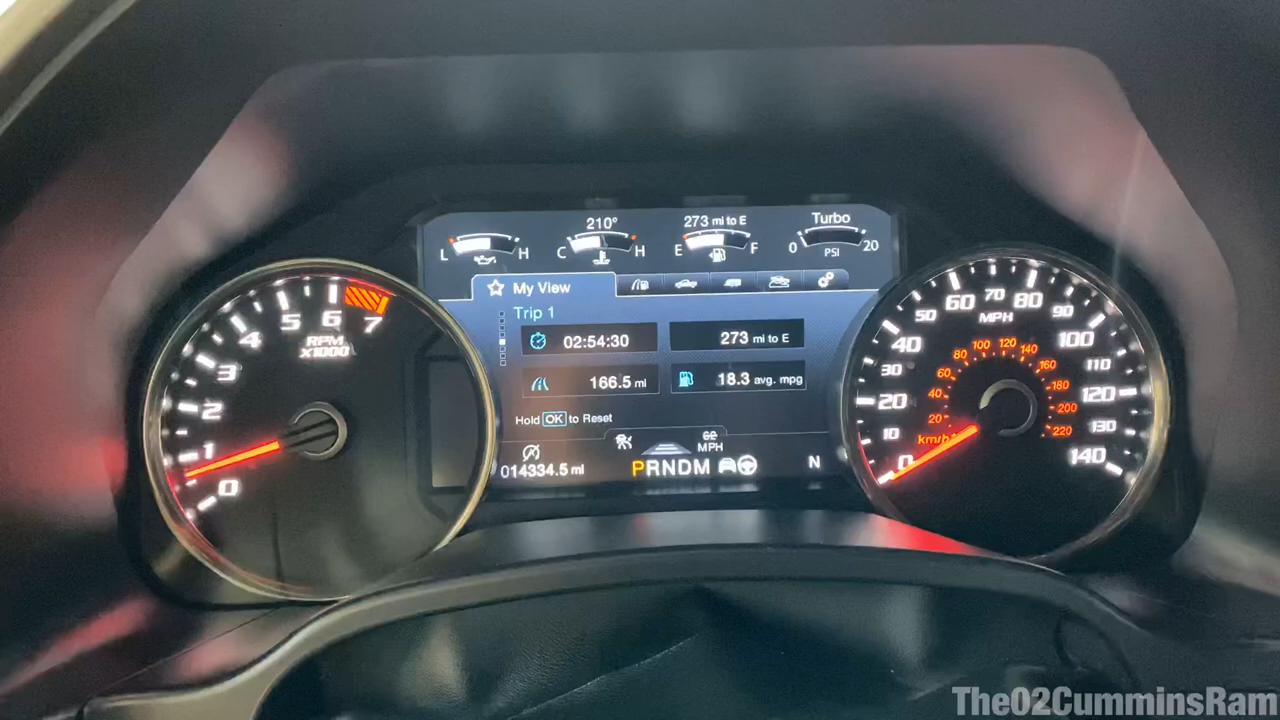 210°
273 mi to E
Turbo
L H
C H
E F
0 20
PSI
My View
Trip 1
02:54:30
273 mi to E
166.5 mi
18.3 avg. mpg
Hold OK to Reset
MPH
014334.5 mi
PRNDM
N
0
1
2
3
4
5
6
7
RPM
X1000
0
10
20
30
40
50
60
70
80
90
100
110
120
130
140
MPH
km/h
20
40
60
80
100
120
140
160
180
200
220
The02CumminsRam